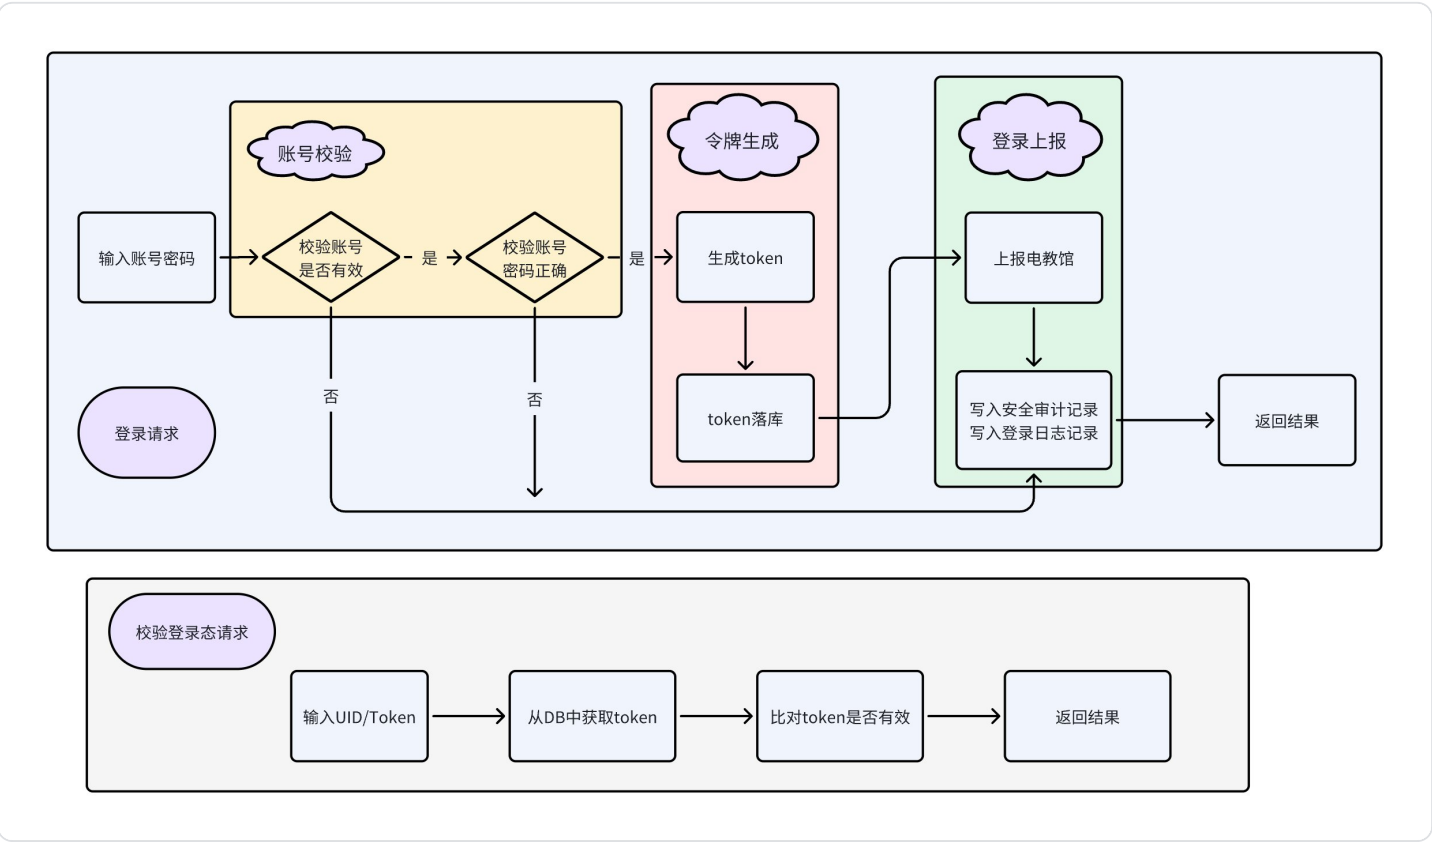 账号校验
令牌生成
登录上报
输入账号密码
校验账号
是否有效
是
校验账号
密码正确
是
生成token
上报电教馆
否
否
token落库
写入安全审计记录
写入登录日志记录
返回结果
登录请求
校验登录态请求
输入UID/Token
从DB中获取token
比对token是否有效
返回结果